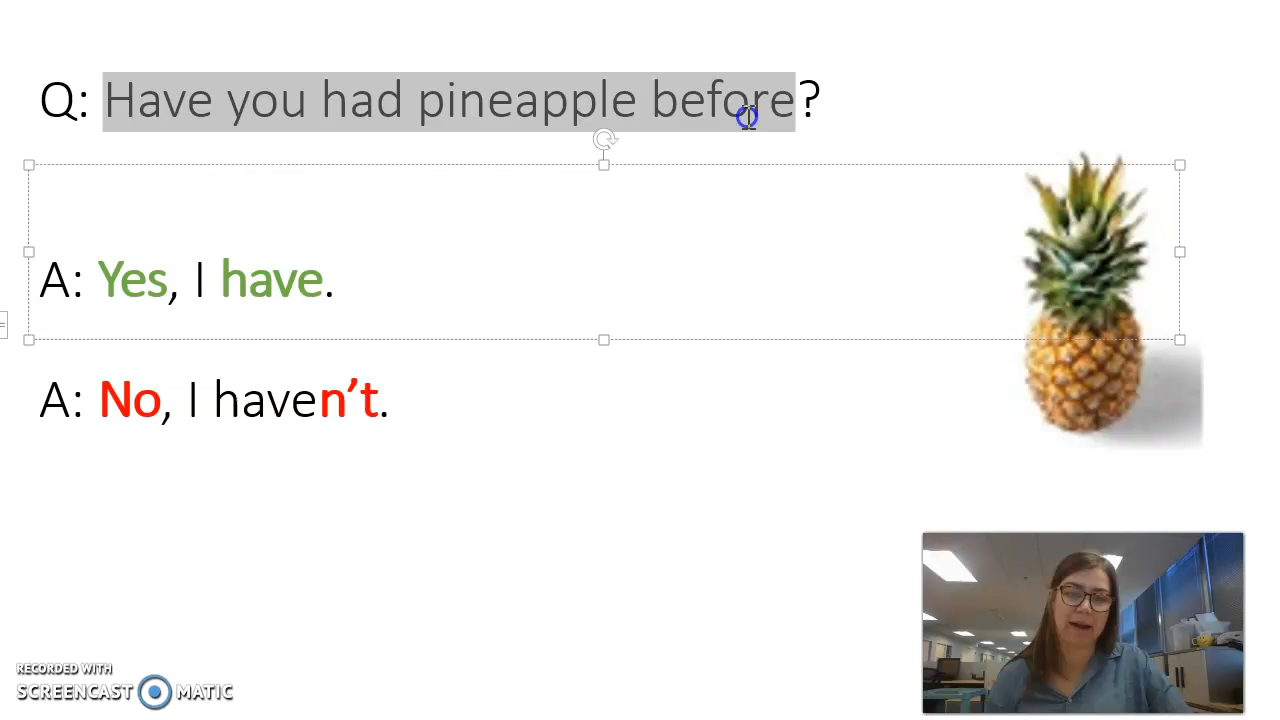 Q: Have you had pineapple before?
A: Yes, I have.
A: No, I haven't.
RECORDED WITH
SCREENCAST MATIC